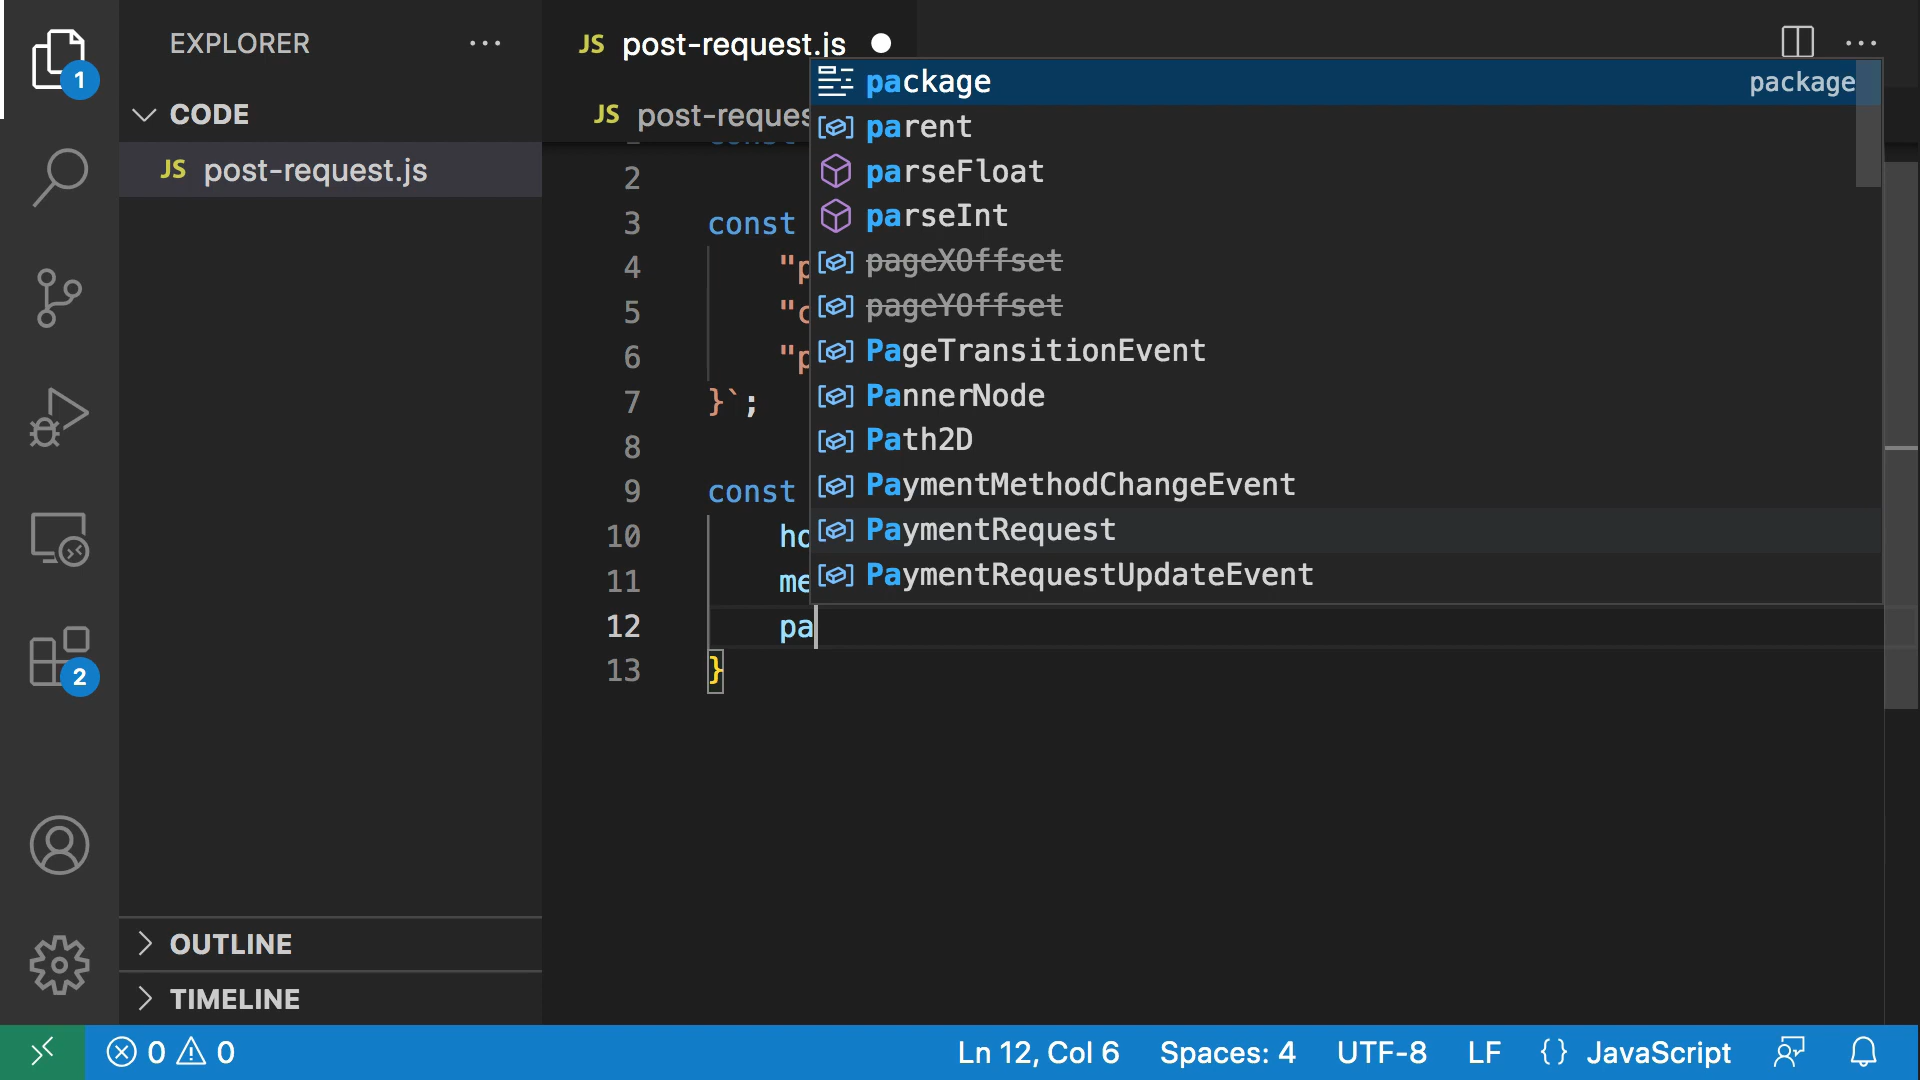 EXPLORER
CODE
JS post-request.js
OUTLINE
TIMELINE
1
2
JS post-request.js
JS post-reques
2
3 const
4 "p
5 "c
6 "p
7 }`;
8
9 const
10 ho
11 me
12 pa
13 }
package package
parent
parseFloat
parseInt
pageXOffset
pageYOffset
PageTransitionEvent
PannerNode
Path2D
PaymentMethodChangeEvent
PaymentRequest
PaymentRequestUpdateEvent
0 0 Ln 12, Col 6 Spaces: 4 UTF-8 LF {} JavaScript